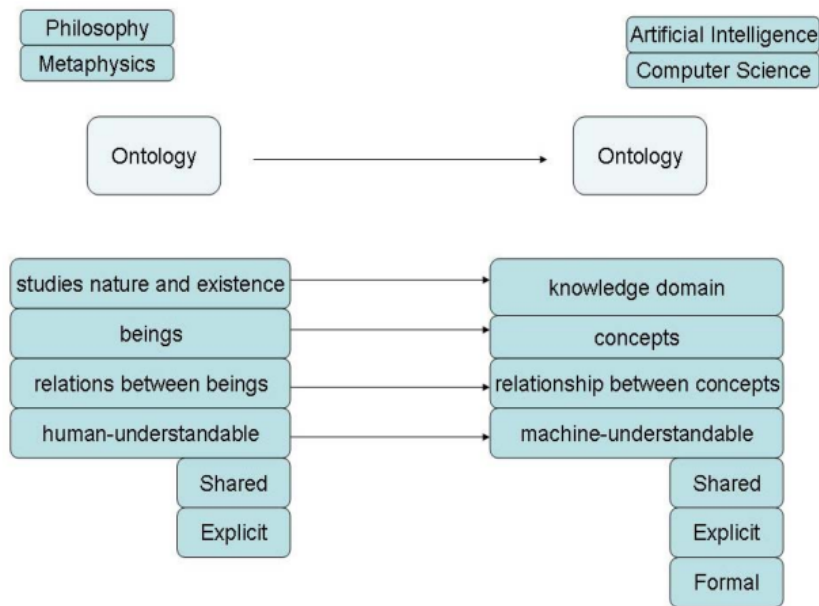 Philosophy
Metaphysics
Artificial Intelligence
Computer Science
Ontology
Ontology
studies nature and existence
knowledge domain
beings
concepts
relations between beings
relationship between concepts
human-understandable
machine-understandable
Shared
Shared
Explicit
Explicit
Formal